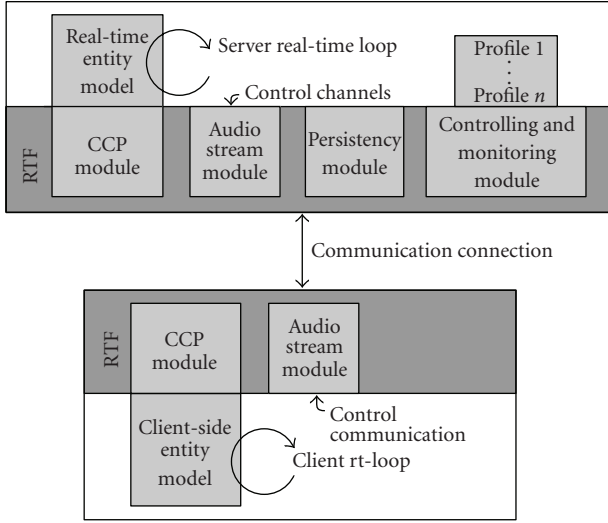 Real-time
entity
model
Server real-time loop
Profile 1
⋮
Profile n
Control channels
RTF
CCP
module
Audio
stream
module
Persistency
module
Controlling and
monitoring
module
Communication connection
RTF
CCP
module
Audio
stream
module
Client-side
entity
model
Control
communication
Client rt-loop